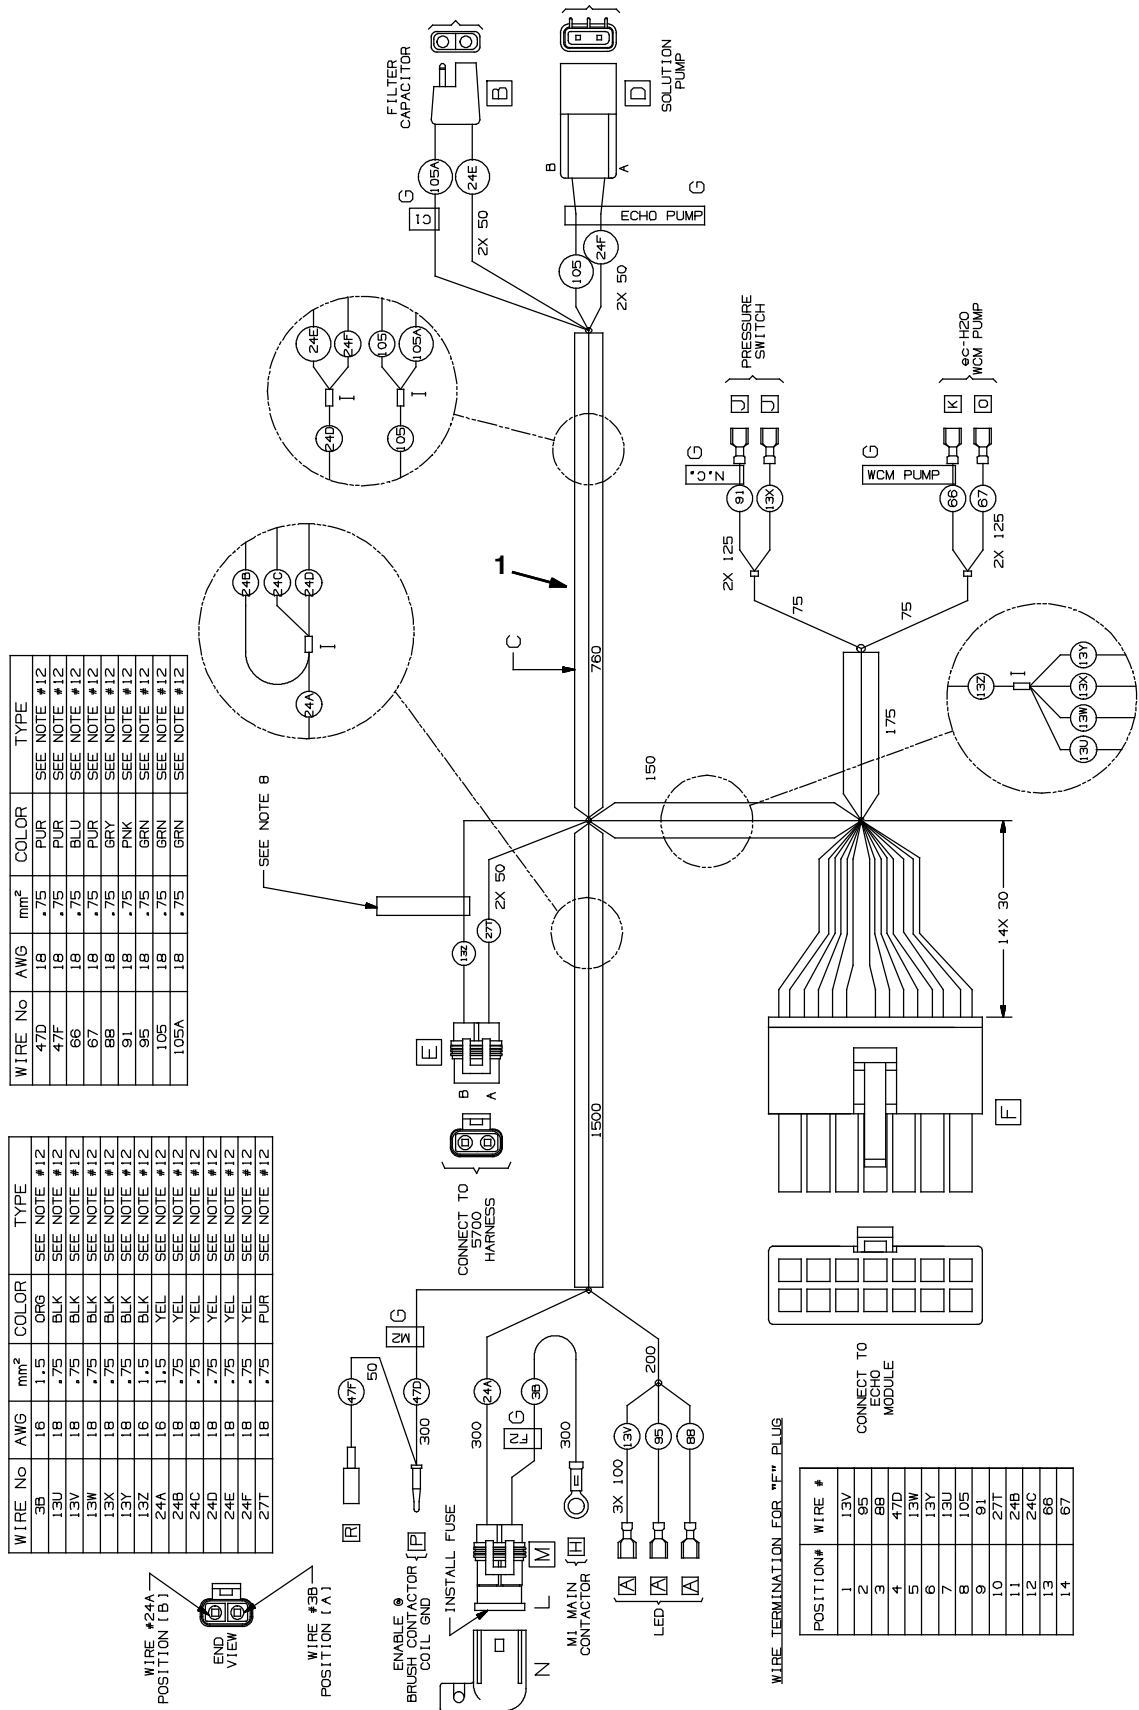 WIRE No AWG mm² COLOR TYPE
3B 16 1.5 ORG SEE NOTE #12
13U 18 .75 BLK SEE NOTE #12
13V 18 .75 BLK SEE NOTE #12
13W 18 .75 BLK SEE NOTE #12
13X 18 .75 BLK SEE NOTE #12
13Y 18 .75 BLK SEE NOTE #12
13Z 16 1.5 BLK SEE NOTE #12
24A 16 1.5 YEL SEE NOTE #12
24B 18 .75 YEL SEE NOTE #12
24C 18 .75 YEL SEE NOTE #12
24D 18 .75 YEL SEE NOTE #12
24E 18 .75 YEL SEE NOTE #12
24F 18 .75 YEL SEE NOTE #12
27T 18 .75 PUR SEE NOTE #12
WIRE No AWG mm² COLOR TYPE
47D 18 .75 PUR SEE NOTE #12
47F 18 .75 PUR SEE NOTE #12
66 18 .75 BLU SEE NOTE #12
67 18 .75 PUR SEE NOTE #12
88 18 .75 GRY SEE NOTE #12
91 18 .75 PNK SEE NOTE #12
95 18 .75 GRN SEE NOTE #12
105 18 .75 GRN SEE NOTE #12
105A 18 .75 GRN SEE NOTE #12
WIRE #24A
POSITION [B]
END
VIEW
WIRE #3B
POSITION [A]
R
47F
50
ENABLE @
BRUSH CONTACTOR
COIL GND
P
300
47D
M2
G
INSTALL FUSE
N
L
M
300
24A
3B
F2
G
300
M1 MAIN
CONTACTOR
H
LED
A
A
A
3X 100
13V
95
88
200
1500
CONNECT TO
5700
HARNESS
B
A
E
13Z
27T
2X 50
SEE NOTE 8
24A
I
24B
24C
24D
C
1
760
24D
I
24E
24F
105
I
105
105A
FILTER
CAPACITOR
B
105A
24E
C1
G
2X 50
SOLUTION
PUMP
D
B
A
ECHO PUMP
G
105
24F
2X 50
150
175
75
75
2X 125
91
13X
N.C.
G
J
J
PRESSURE
SWITCH
2X 125
66
67
WCM PUMP
G
K
O
ec-H2O
WCM PUMP
13Z
I
13Y
13X
13W
13U
14X 30
F
CONNECT TO
ECHO
MODULE
WIRE TERMINATION FOR "F" PLUG
POSITION# WIRE #
1 13V
2 95
3 88
4 47D
5 13W
6 13Y
7 13U
8 105
9 91
10 27T
11 24B
12 24C
13 66
14 67